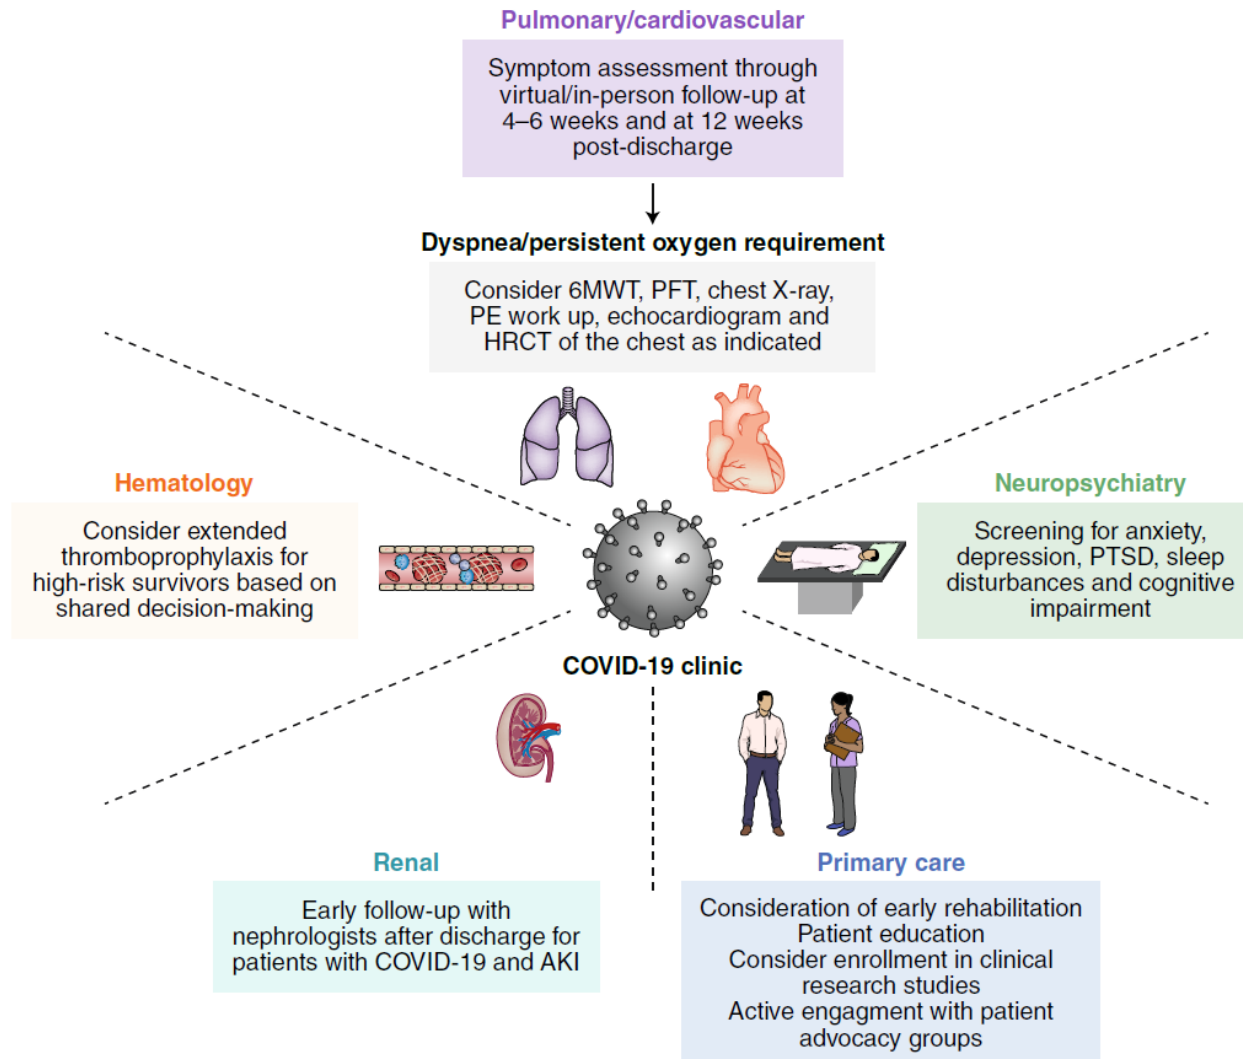 Pulmonary/cardiovascular
Symptom assessment through
virtual/in-person follow-up at
4–6 weeks and at 12 weeks
post-discharge
Dyspnea/persistent oxygen requirement
Consider 6MWT, PFT, chest X-ray,
PE work up, echocardiogram and
HRCT of the chest as indicated
Hematology
Consider extended
thromboprophylaxis for
high-risk survivors based on
shared decision-making
Neuropsychiatry
Screening for anxiety,
depression, PTSD, sleep
disturbances and cognitive
impairment
COVID-19 clinic
Renal
Early follow-up with
nephrologists after discharge for
patients with COVID-19 and AKI
Primary care
Consideration of early rehabilitation
Patient education
Consider enrollment in clinical
research studies
Active engagment with patient
advocacy groups